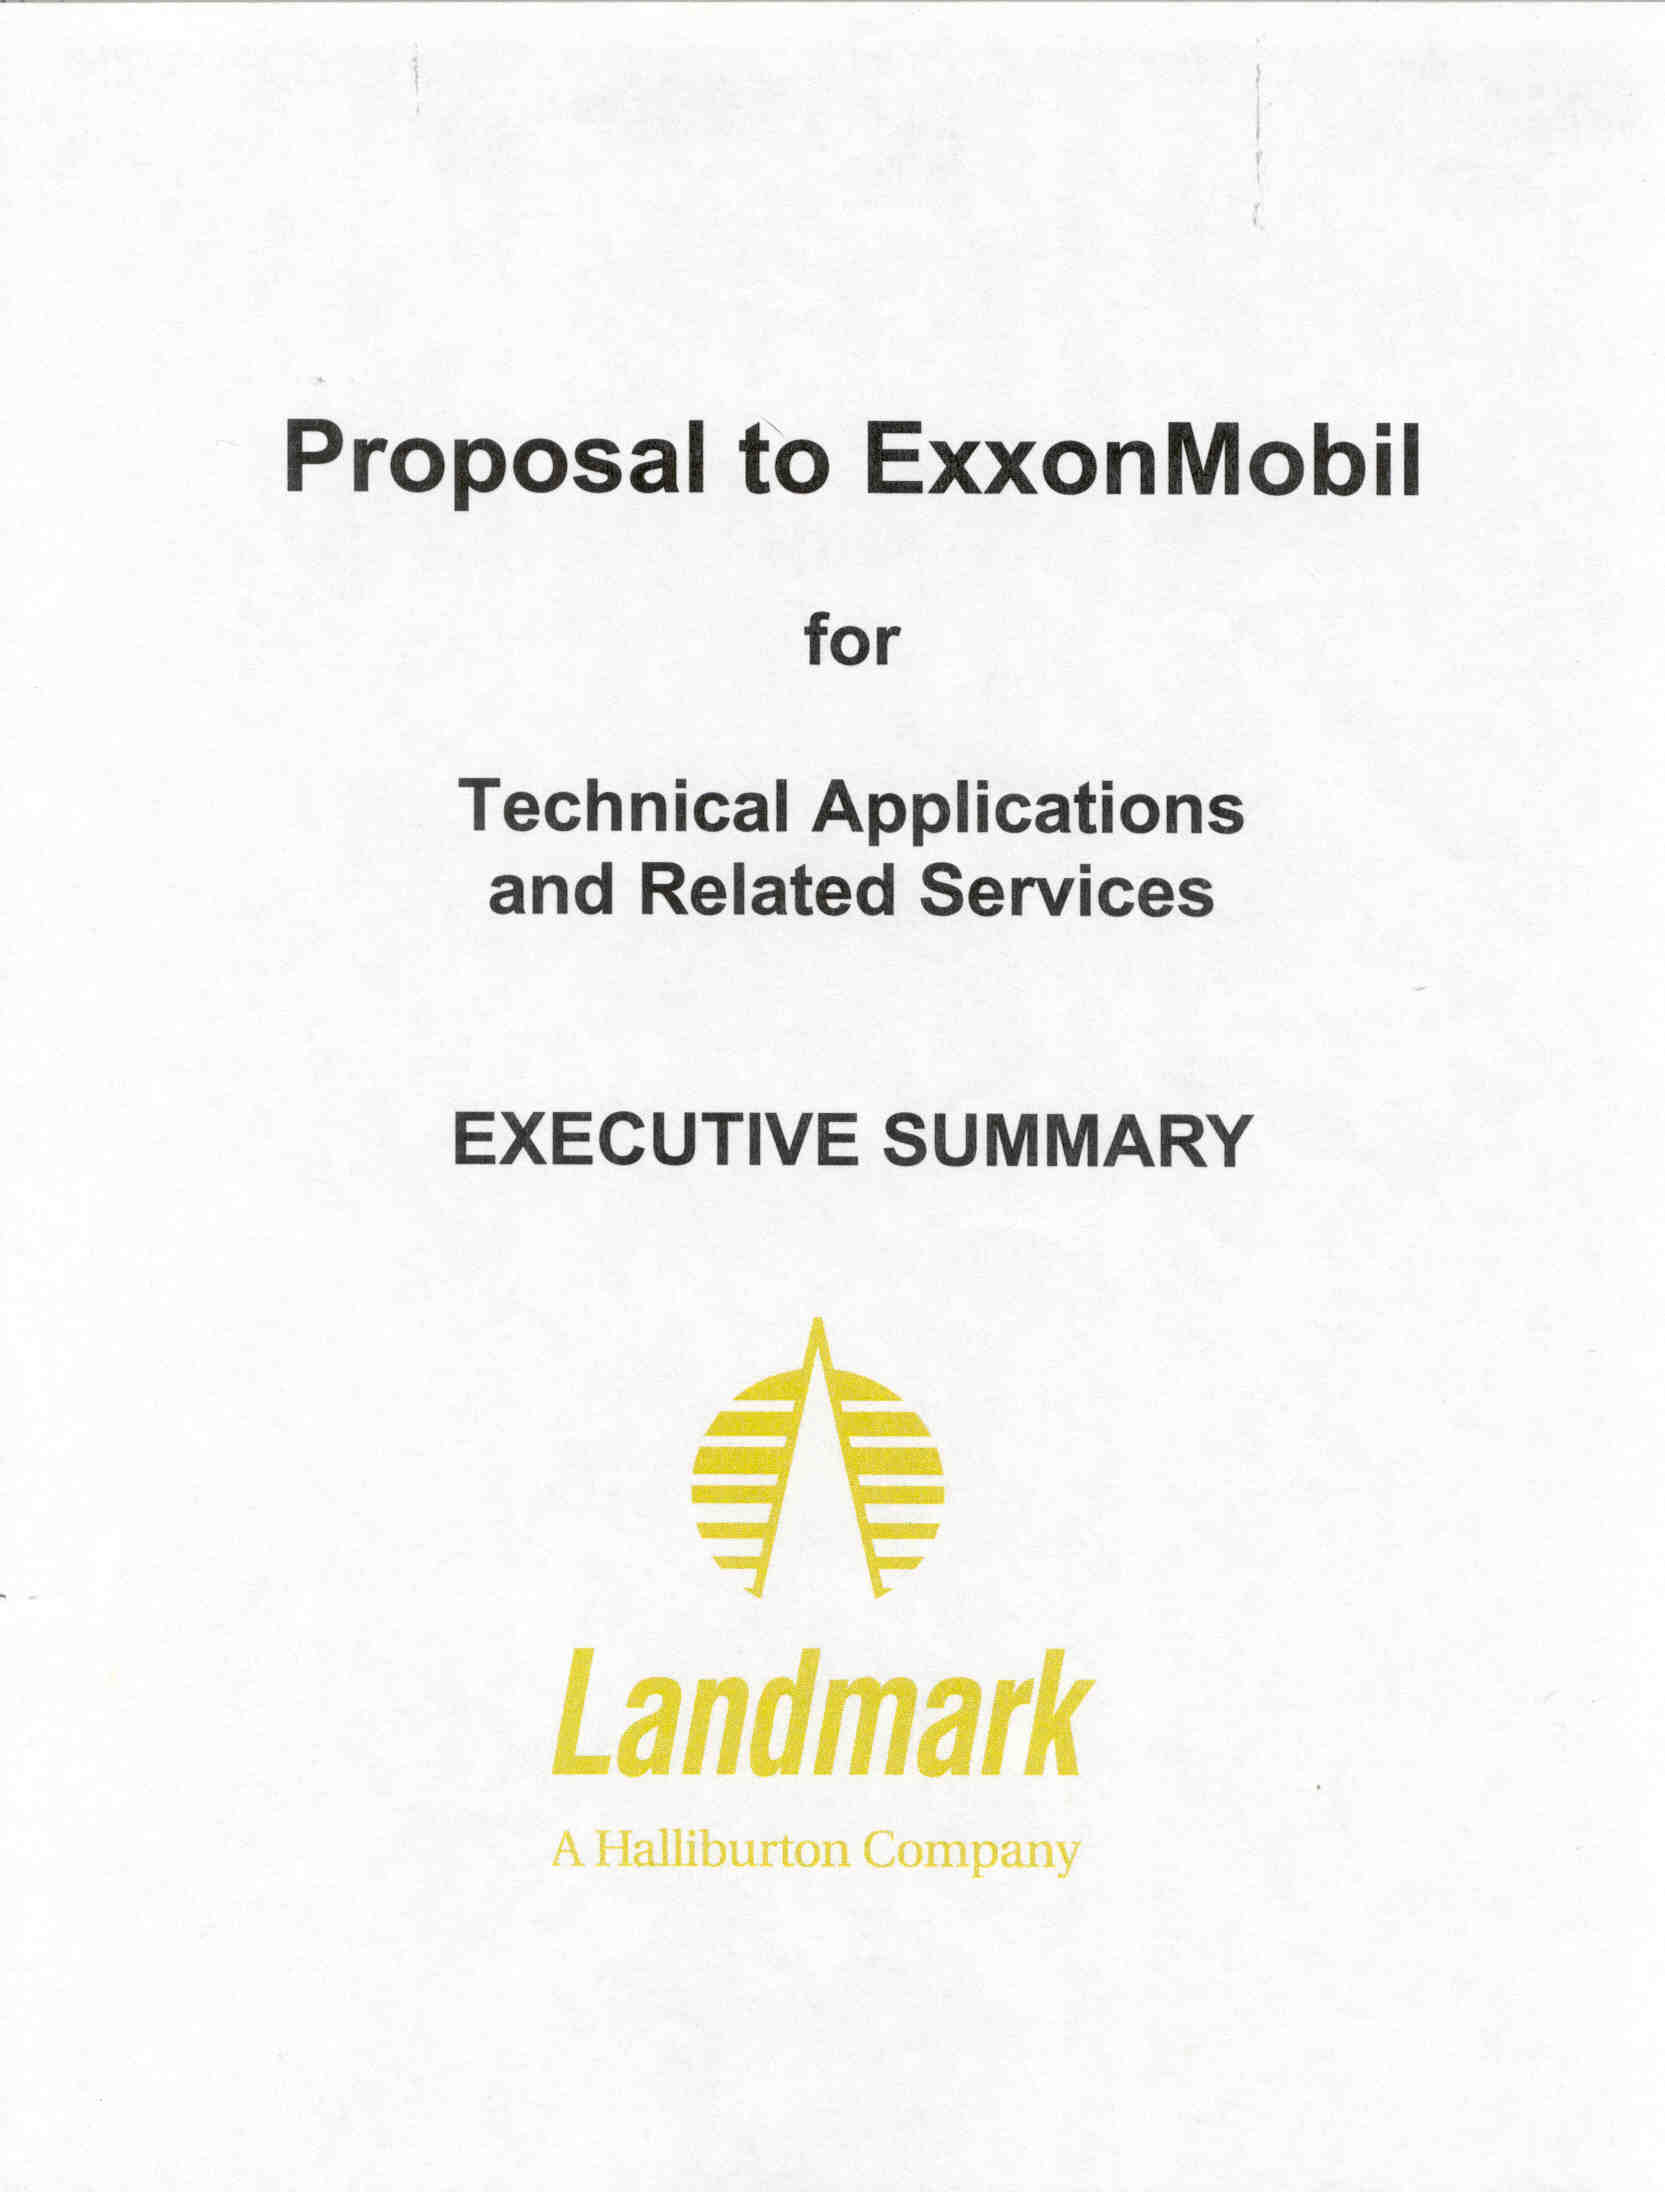 Proposal to ExxonMobil
for
Technical Applications
and Related Services
EXECUTIVE SUMMARY
Landmark
A Halliburton Company